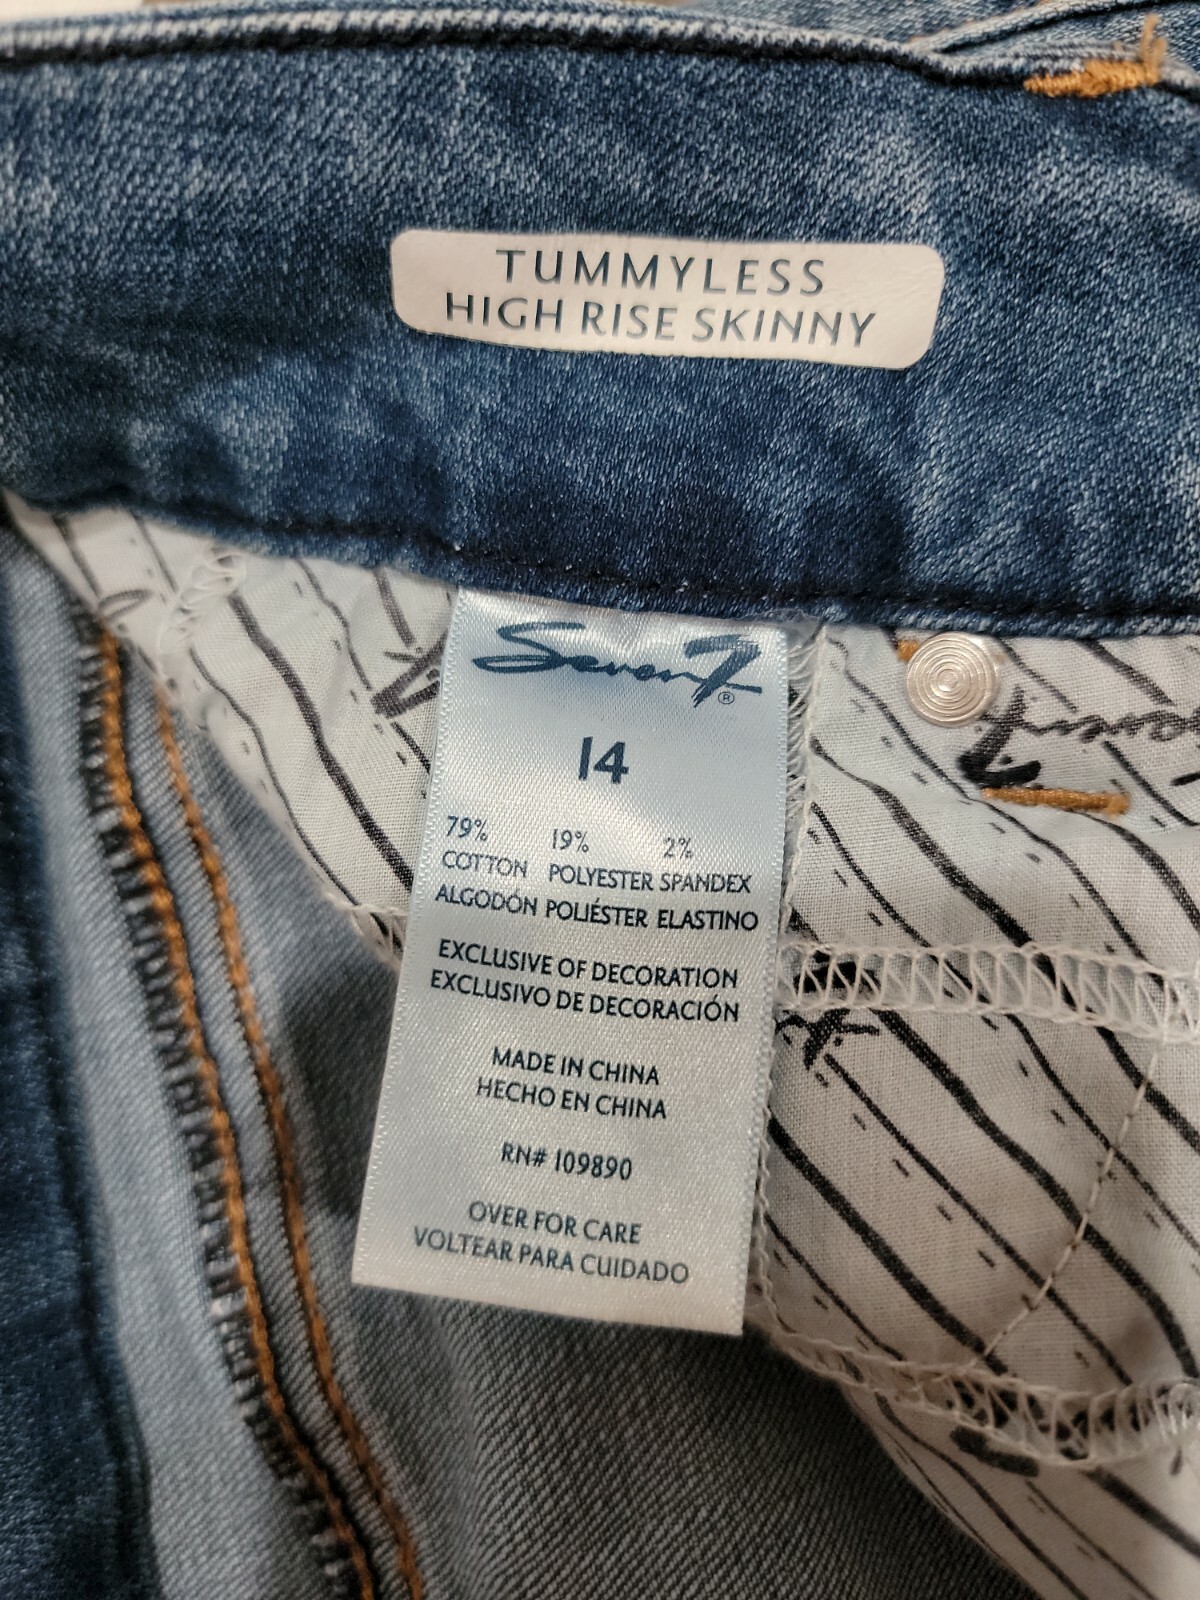 TUMMYLESS
HIGH RISE SKINNY
Seven7®
14
79% 19% 2%
COTTON POLYESTER SPANDEX
ALGODÓN POLIÉSTER ELASTINO
EXCLUSIVE OF DECORATION
EXCLUSIVO DE DECORACIÓN
MADE IN CHINA
HECHO EN CHINA
RN# 109890
OVER FOR CARE
VOLTEAR PARA CUIDADO